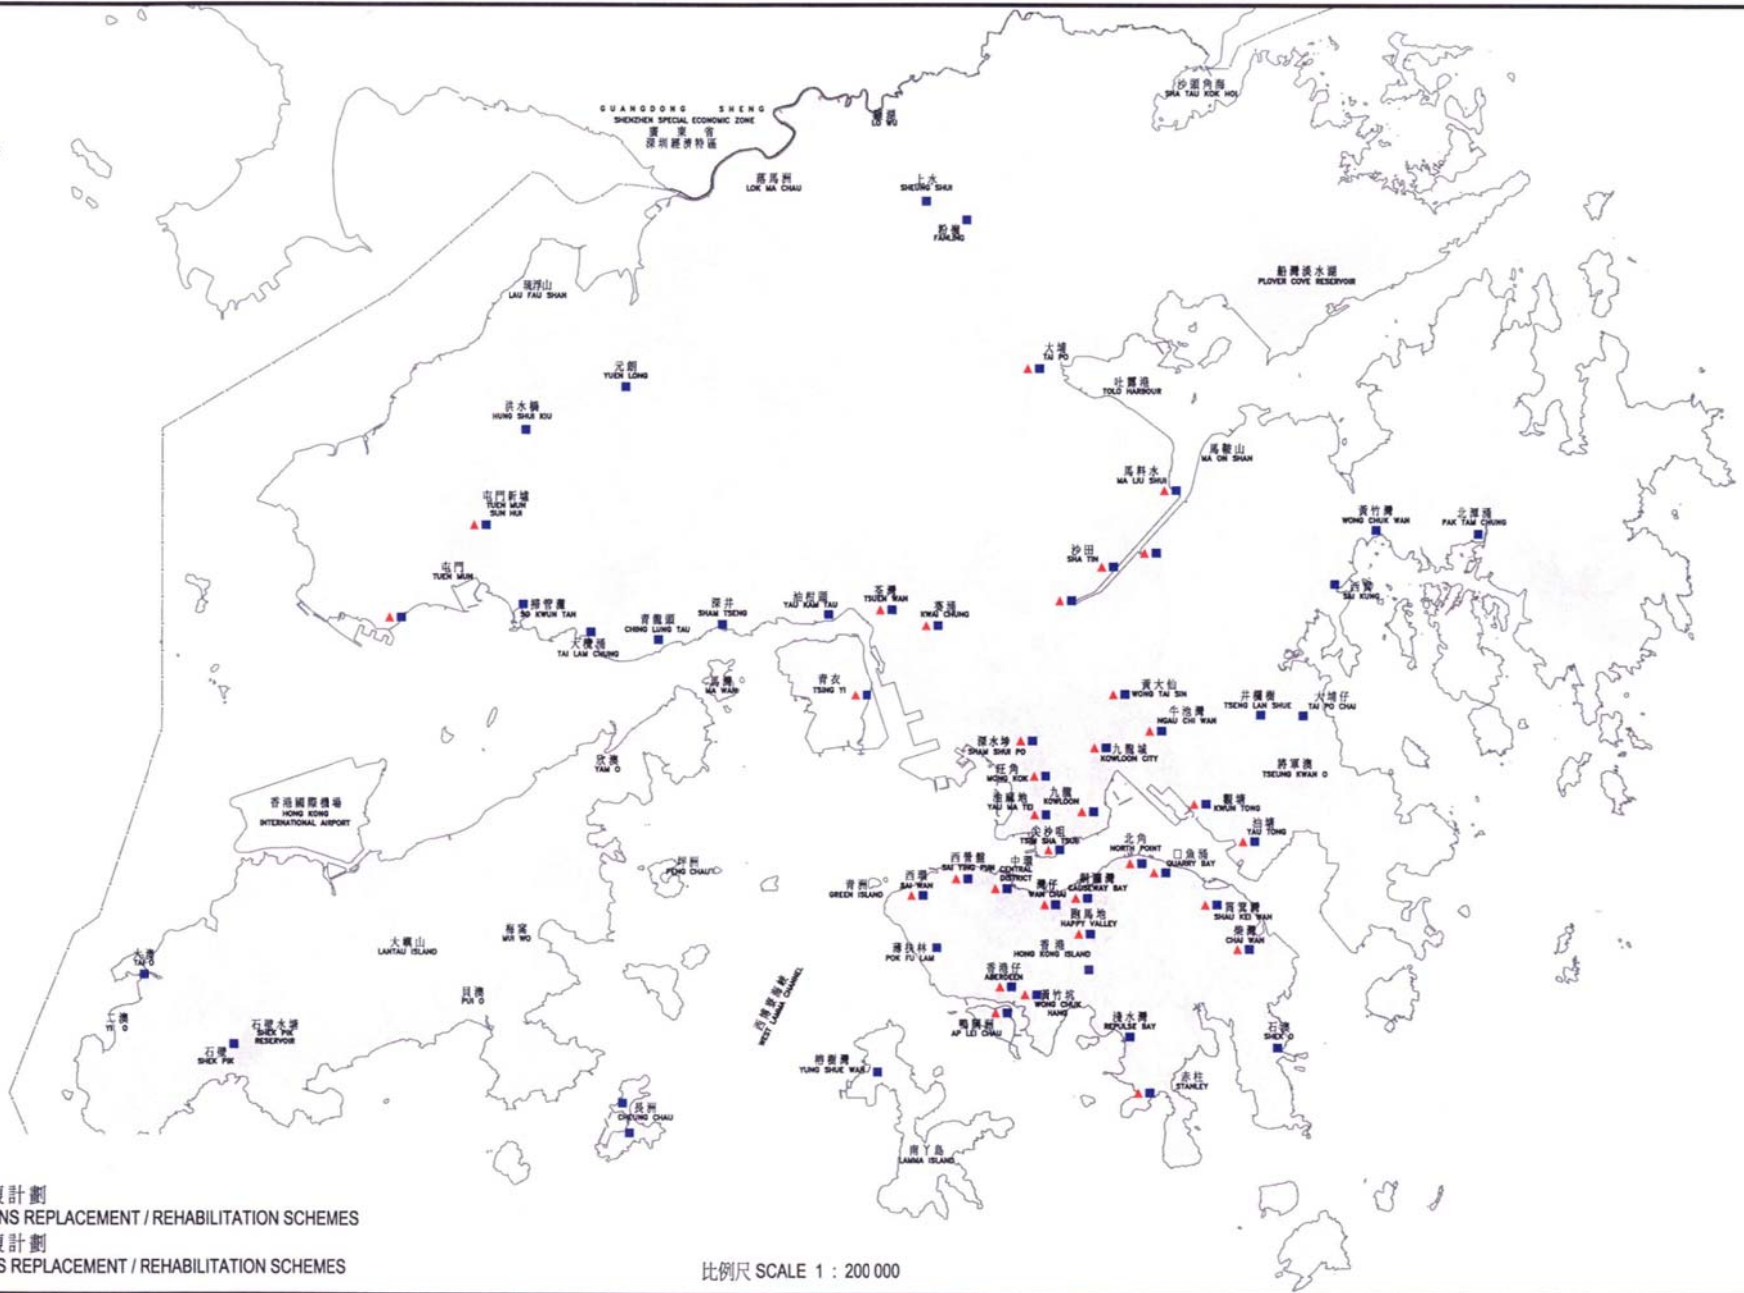 沙頭角海
SHA TAU KOK HOI
GUANGDONG SHENG
SHENZHEN SPECIAL ECONOMIC ZONE
廣東省
深圳經濟特區
羅湖
LO WU
落馬洲
LOK MA CHAU
上水
SHEUNG SHUI
粉嶺
FANLING
船灣淡水湖
PLOVER COVE RESERVOIR
LAU FAU SHAN
大埔
TAI PO
元朗
YUEN LONG
吐露港
TOLO HARBOUR
洪水橋
HUNG SHUI KIU
馬鞍山
MA ON SHAN
馬料水
MA LIU SHUI
屯門新墟
TUEN MUN
SUN HUI
黃竹灣
WONG CHUK WAN
北潭涌
PAK TAM CHUNG
沙田
SHA TIN
屯門
TUEN MUN
西貢
SAI KUNG
掃管灘
SO KWUN TAN
大欖涌
TAI LAM CHUNG
青龍頭
CHING LUNG TAU
深井
SHAM TSENG
油柑頭
YAU KAM TAU
荃灣
TSUEN WAN
葵涌
KWAI CHUNG
馬灣
MA WAN
青衣
TSING YI
黃大仙
WONG TAI SIN
井欄樹
TSENG LAN SHUE
大埔仔
TAI PO CHAI
牛池灣
NGAU CHI WAN
深水埗
SHAM SHUI PO
九龍城
KOWLOON CITY
將軍澳
TSEUNG KWAN O
欣澳
YAM O
旺角
MONG KOK
九龍
KOWLOON
油麻地
YAU MA TEI
觀塘
KWUN TONG
香港國際機場
HONG KONG
INTERNATIONAL AIRPORT
油塘
YAU TONG
尖沙咀
TSIM SHA TSUI
北角
NORTH POINT
口魚涌
QUARRY BAY
坪洲
PENG CHAU
青洲
GREEN ISLAND
西環
SAI WAN
西營盤
SAI YING PUN
中環
CENTRAL
DISTRICT
灣仔
WAN CHAI
銅鑼灣
CAUSEWAY BAY
筲箕灣
SHAU KEI WAN
跑馬地
HAPPY VALLEY
柴灣
CHAI WAN
大嶼山
LANTAU ISLAND
梅窩
MUI WO
薄扶林
POK FU LAM
香港
HONG KONG ISLAND
大澳
TAI O
香港仔
ABERDEEN
黃竹坑
WONG CHUK
HANG
貝澳
PUI O
西博寮海峽
WEST LAMMA CHANNEL
二澳
YI O
石壁水塘
SHEK PIK
RESERVOIR
石壁
SHEK PIK
鴨脷洲
AP LEI CHAU
淺水灣
REPULSE BAY
石澳
SHEK O
榕樹灣
YUNG SHUE WAN
赤柱
STANLEY
長洲
CHEUNG CHAU
南丫島
LAMMA ISLAND
復計劃
NS REPLACEMENT / REHABILITATION SCHEMES
復計劃
S REPLACEMENT / REHABILITATION SCHEMES
比例尺 SCALE 1 : 200 000